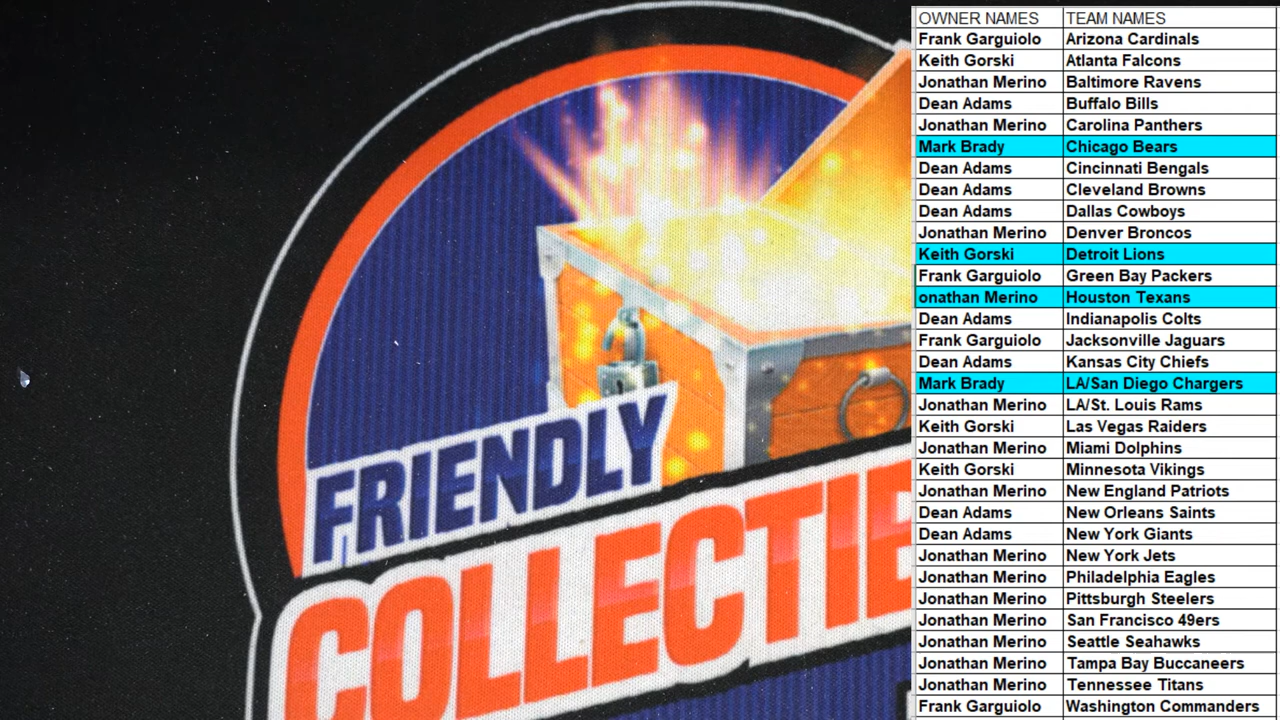 FRIENDLY
COLLECTIB
OWNER NAMES TEAM NAMES
Frank Garguiolo Arizona Cardinals
Keith Gorski Atlanta Falcons
Jonathan Merino Baltimore Ravens
Dean Adams Buffalo Bills
Jonathan Merino Carolina Panthers
Mark Brady Chicago Bears
Dean Adams Cincinnati Bengals
Dean Adams Cleveland Browns
Dean Adams Dallas Cowboys
Jonathan Merino Denver Broncos
Keith Gorski Detroit Lions
Frank Garguiolo Green Bay Packers
onathan Merino Houston Texans
Dean Adams Indianapolis Colts
Frank Garguiolo Jacksonville Jaguars
Dean Adams Kansas City Chiefs
Mark Brady LA/San Diego Chargers
Jonathan Merino LA/St. Louis Rams
Keith Gorski Las Vegas Raiders
Jonathan Merino Miami Dolphins
Keith Gorski Minnesota Vikings
Jonathan Merino New England Patriots
Dean Adams New Orleans Saints
Dean Adams New York Giants
Jonathan Merino New York Jets
Jonathan Merino Philadelphia Eagles
Jonathan Merino Pittsburgh Steelers
Jonathan Merino San Francisco 49ers
Jonathan Merino Seattle Seahawks
Jonathan Merino Tampa Bay Buccaneers
Jonathan Merino Tennessee Titans
Frank Garguiolo Washington Commanders